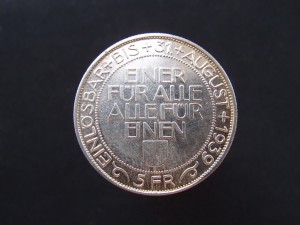 EINLÖSBAR+BIS+31+AUGUST+1939
EINER
FÜR ALLE
ALLE FÜR
EINEN
5 FR